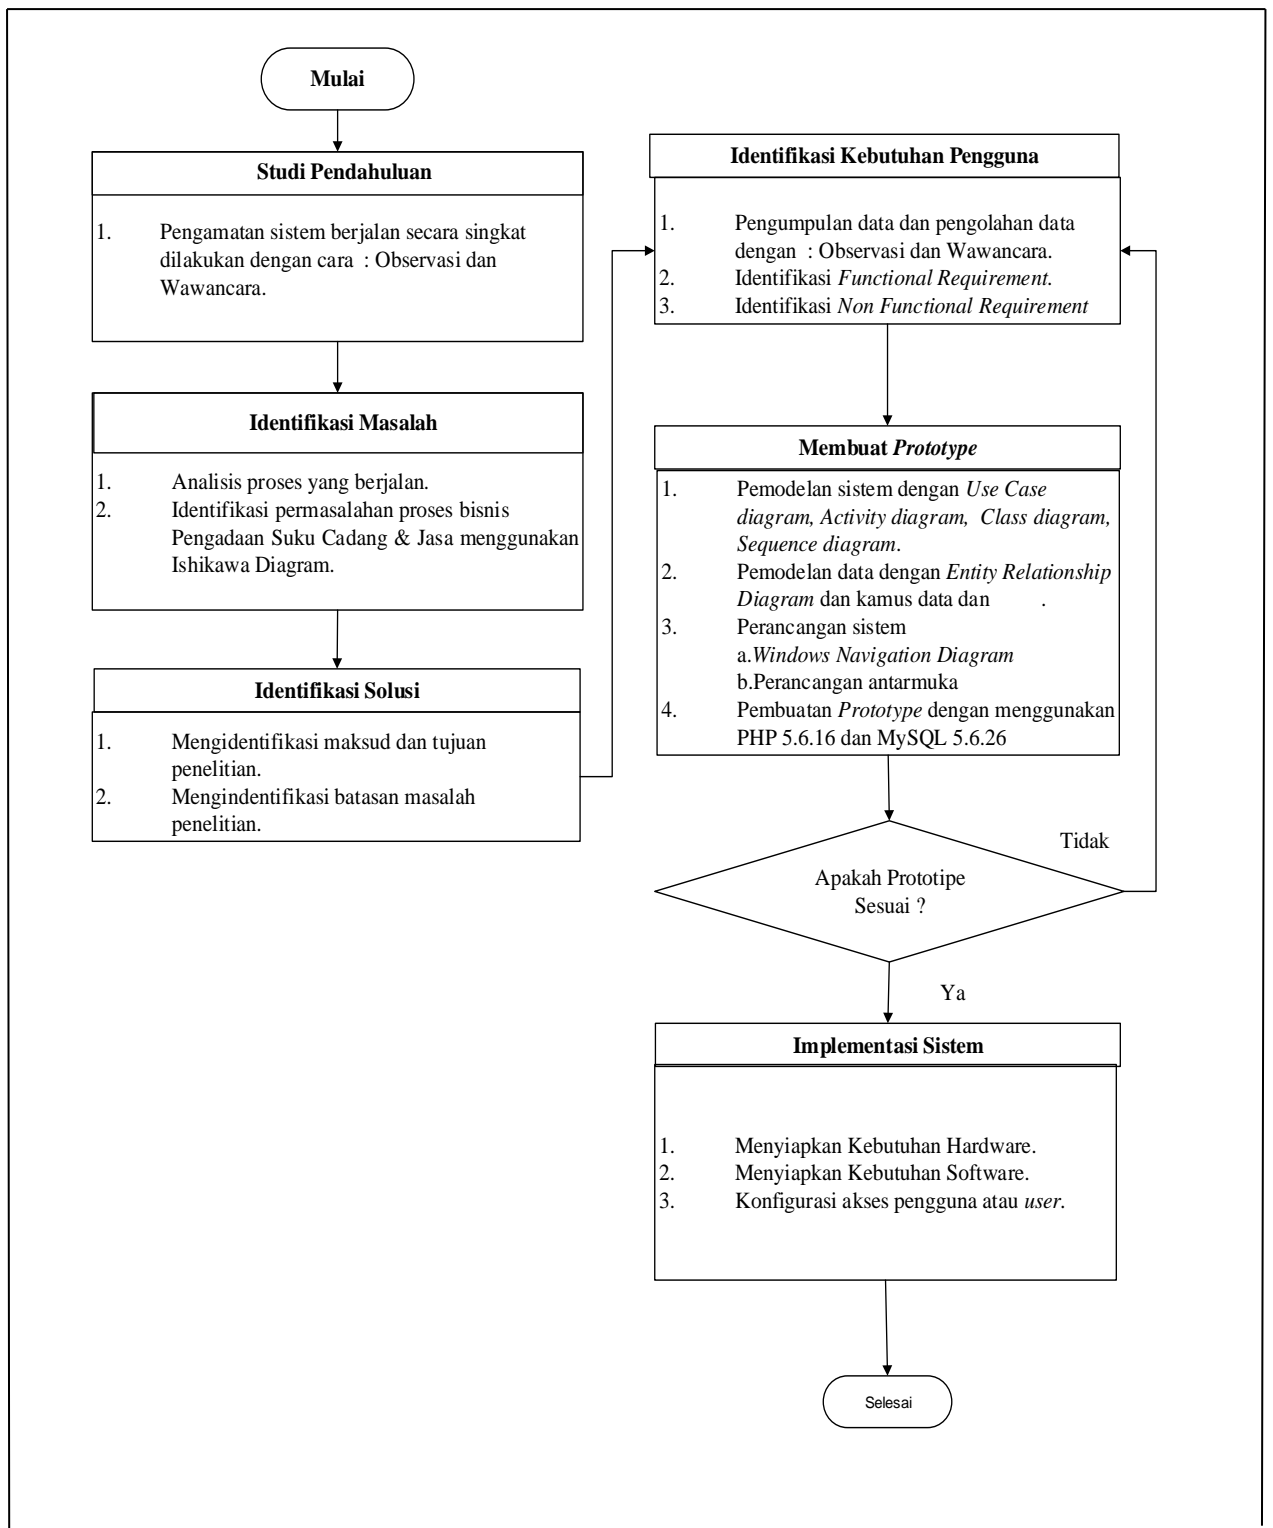 Mulai
Studi Pendahuluan
1. Pengamatan sistem berjalan secara singkat
dilakukan dengan cara : Observasi dan
Wawancara.
Identifikasi Masalah
1. Analisis proses yang berjalan.
2. Identifikasi permasalahan proses bisnis
Pengadaan Suku Cadang & Jasa menggunakan
Ishikawa Diagram.
Identifikasi Solusi
1. Mengidentifikasi maksud dan tujuan
penelitian.
2. Mengindentifikasi batasan masalah
penelitian.
Identifikasi Kebutuhan Pengguna
1. Pengumpulan data dan pengolahan data
dengan : Observasi dan Wawancara.
2. Identifikasi Functional Requirement.
3. Identifikasi Non Functional Requirement
Membuat Prototype
1. Pemodelan sistem dengan Use Case
diagram, Activity diagram, Class diagram,
Sequence diagram.
2. Pemodelan data dengan Entity Relationship
Diagram dan kamus data dan .
3. Perancangan sistem
a.Windows Navigation Diagram
b.Perancangan antarmuka
4. Pembuatan Prototype dengan menggunakan
PHP 5.6.16 dan MySQL 5.6.26
Tidak
Apakah Prototipe
Sesuai ?
Ya
Implementasi Sistem
1. Menyiapkan Kebutuhan Hardware.
2. Menyiapkan Kebutuhan Software.
3. Konfigurasi akses pengguna atau user.
Selesai